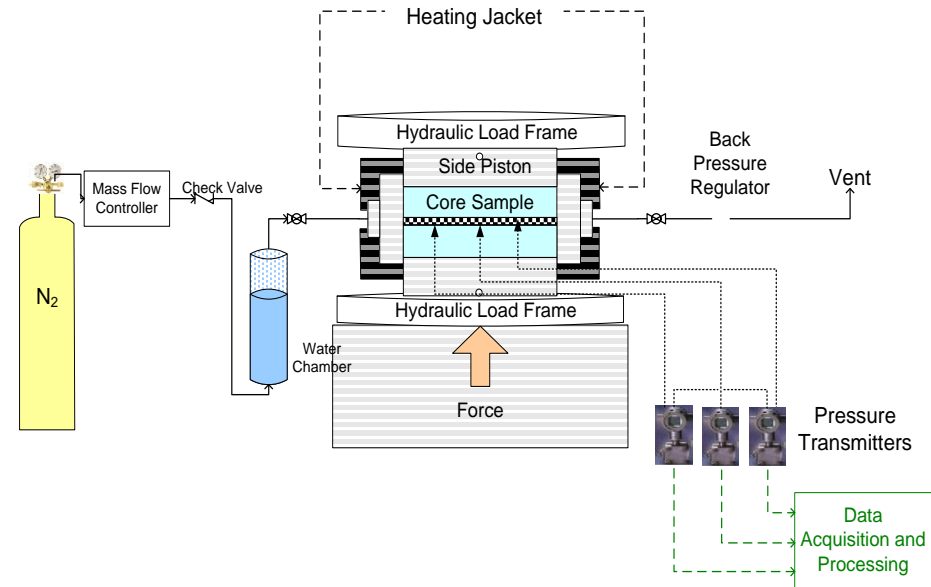 Heating Jacket
Hydraulic Load Frame
Side Piston
Back
Pressure
Regulator
Vent
Mass Flow
Controller
Check Valve
Core Sample
N2
Hydraulic Load Frame
Water
Chamber
Force
Pressure
Transmitters
Data
Acquisition and
Processing